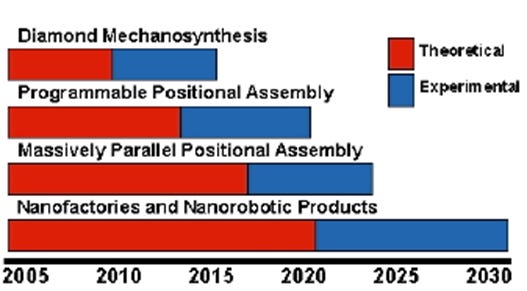 Diamond Mechanosynthesis
Theoretical
Programmable Positional Assembly
Experimental
Massively Parallel Positional Assembly
Nanofactories and Nanorobotic Products
2005 2010 2015 2020 2025 2030